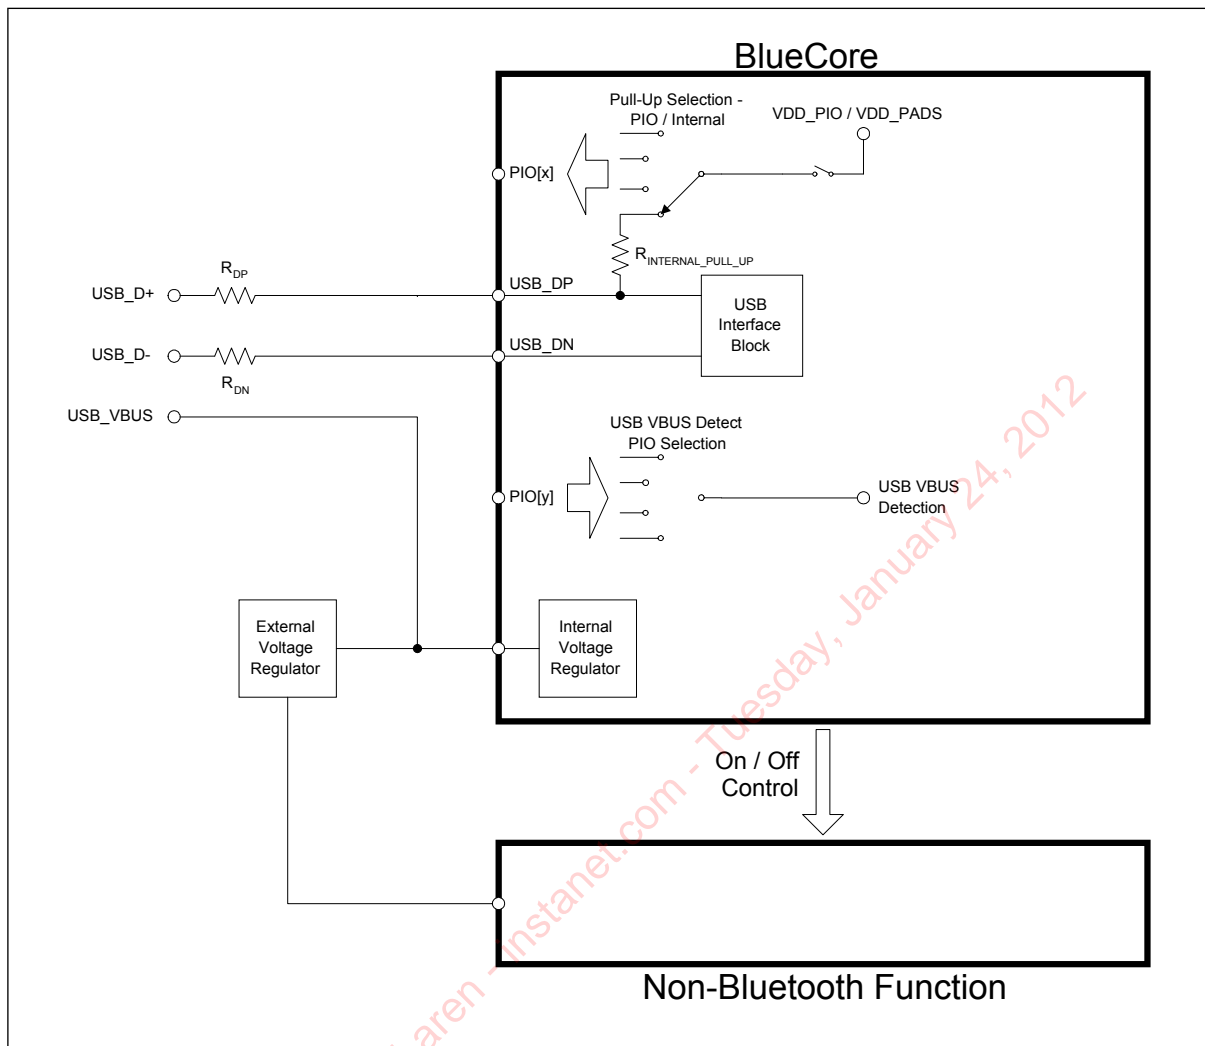 BlueCore
Pull-Up Selection -
PIO / Internal
VDD_PIO / VDD_PADS
PIO[x]
RINTERNAL_PULL_UP
RDP
USB_D+
USB_DP
USB
Interface
Block
USB_DN
USB_D-
RDN
USB_VBUS
USB VBUS Detect
PIO Selection
PIO[y]
USB VBUS
Detection
External
Voltage
Regulator
Internal
Voltage
Regulator
On / Off
Control
Non-Bluetooth Function
aren - instanet.com - Tuesday, January 24, 2012